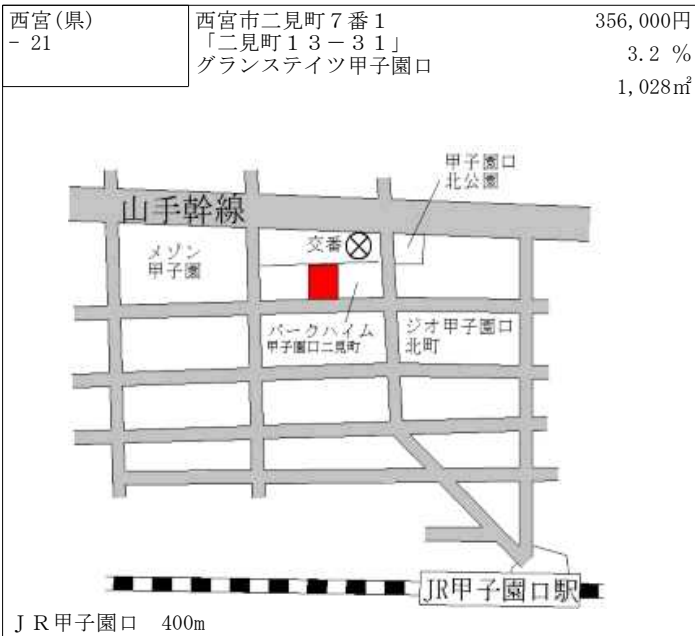 西宮(県)
- 21
西宮市二見町７番１
「二見町１３－３１」
グランステイツ甲子園口
356,000円
3.2 %
1,028㎡
甲子園口
北公園
山手幹線
交番
メゾン
甲子園
パークハイム
甲子園口二見町
ジオ甲子園口
北町
JR甲子園口駅
ＪＲ甲子園口　400m